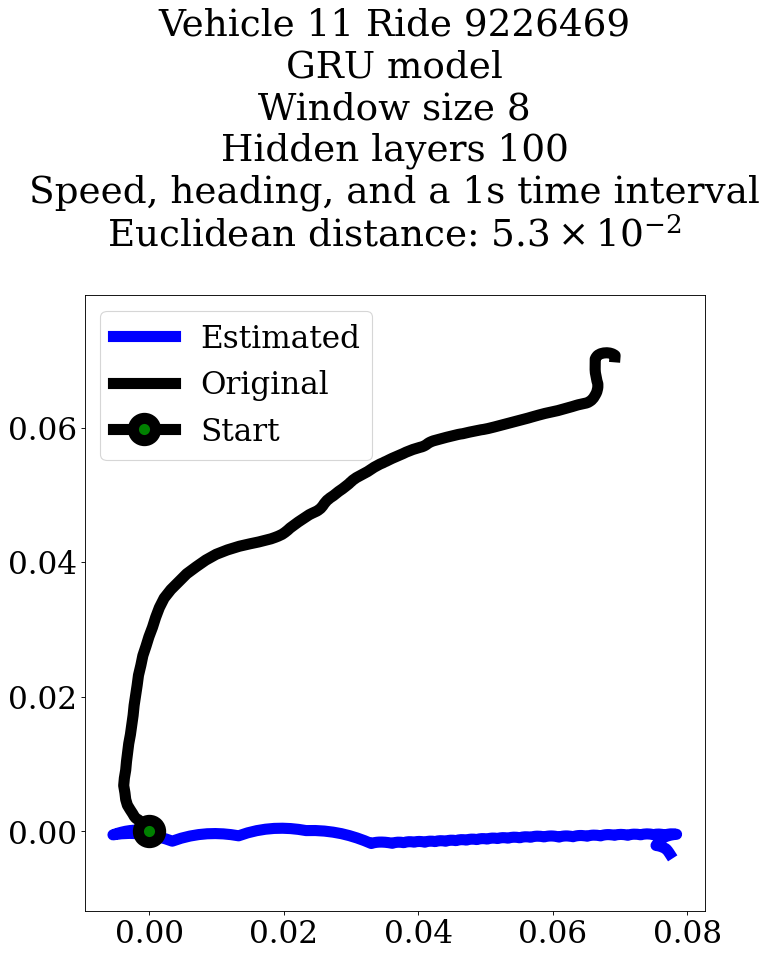 Vehicle 11 Ride 9226469
GRU model
Window size 8
Hidden layers 100
Speed, heading, and a 1s time interval
Euclidean distance: 5.3 × 10⁻²
Estimated
Original
Start
0.06
0.04
0.02
0.00
0.00 0.02 0.04 0.06 0.08